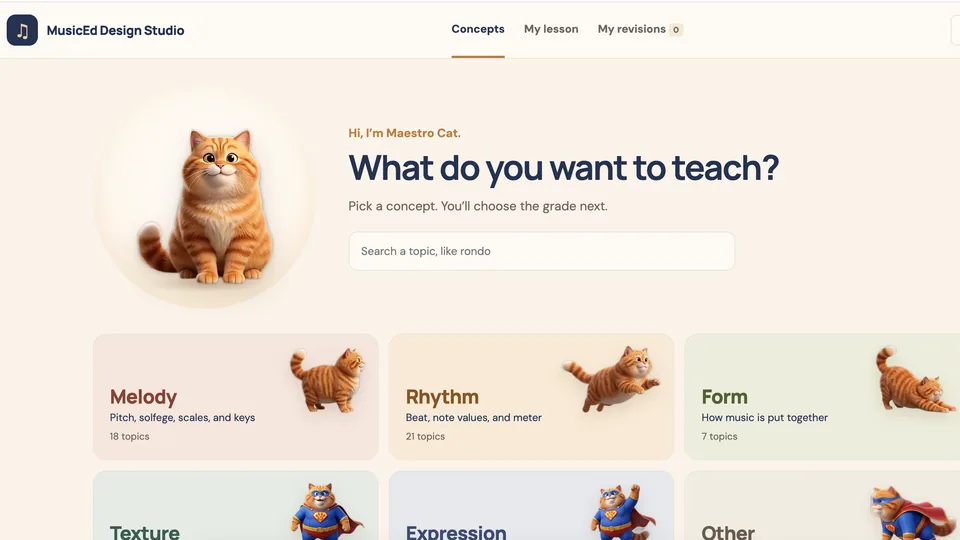 MusicEd Design Studio
Concepts
My lesson
My revisions 0
Hi, I’m Maestro Cat.
What do you want to teach?
Pick a concept. You’ll choose the grade next.
Search a topic, like rondo
Melody
Pitch, solfege, scales, and keys
18 topics
Rhythm
Beat, note values, and meter
21 topics
Form
How music is put together
7 topics
Texture
Expression
Other